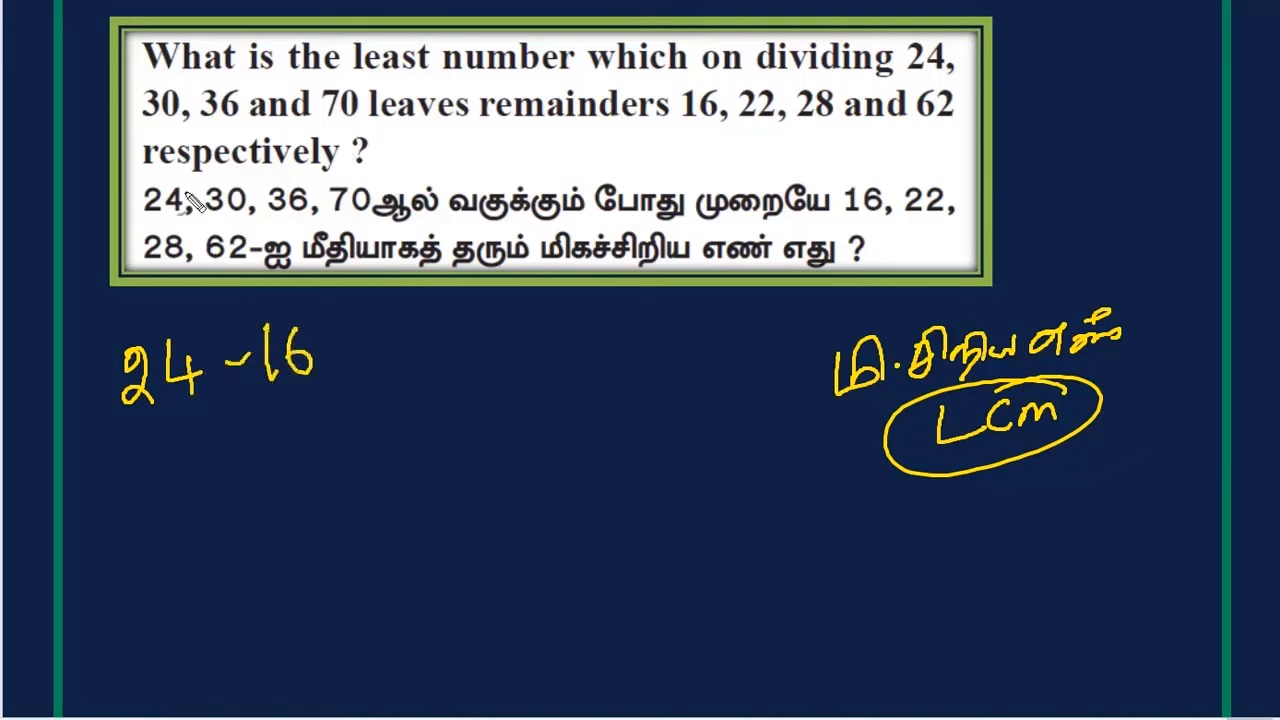 What is the least number which on dividing 24,
30, 36 and 70 leaves remainders 16, 22, 28 and 62
respectively ?
24, 30, 36, 70ஆல் வகுக்கும் போது முறையே 16, 22,
28, 62-ஐ மீதியாகத் தரும் மிகச்சிறிய எண் எது ?
24 - 16
மி.சிறிய எண்
LCM